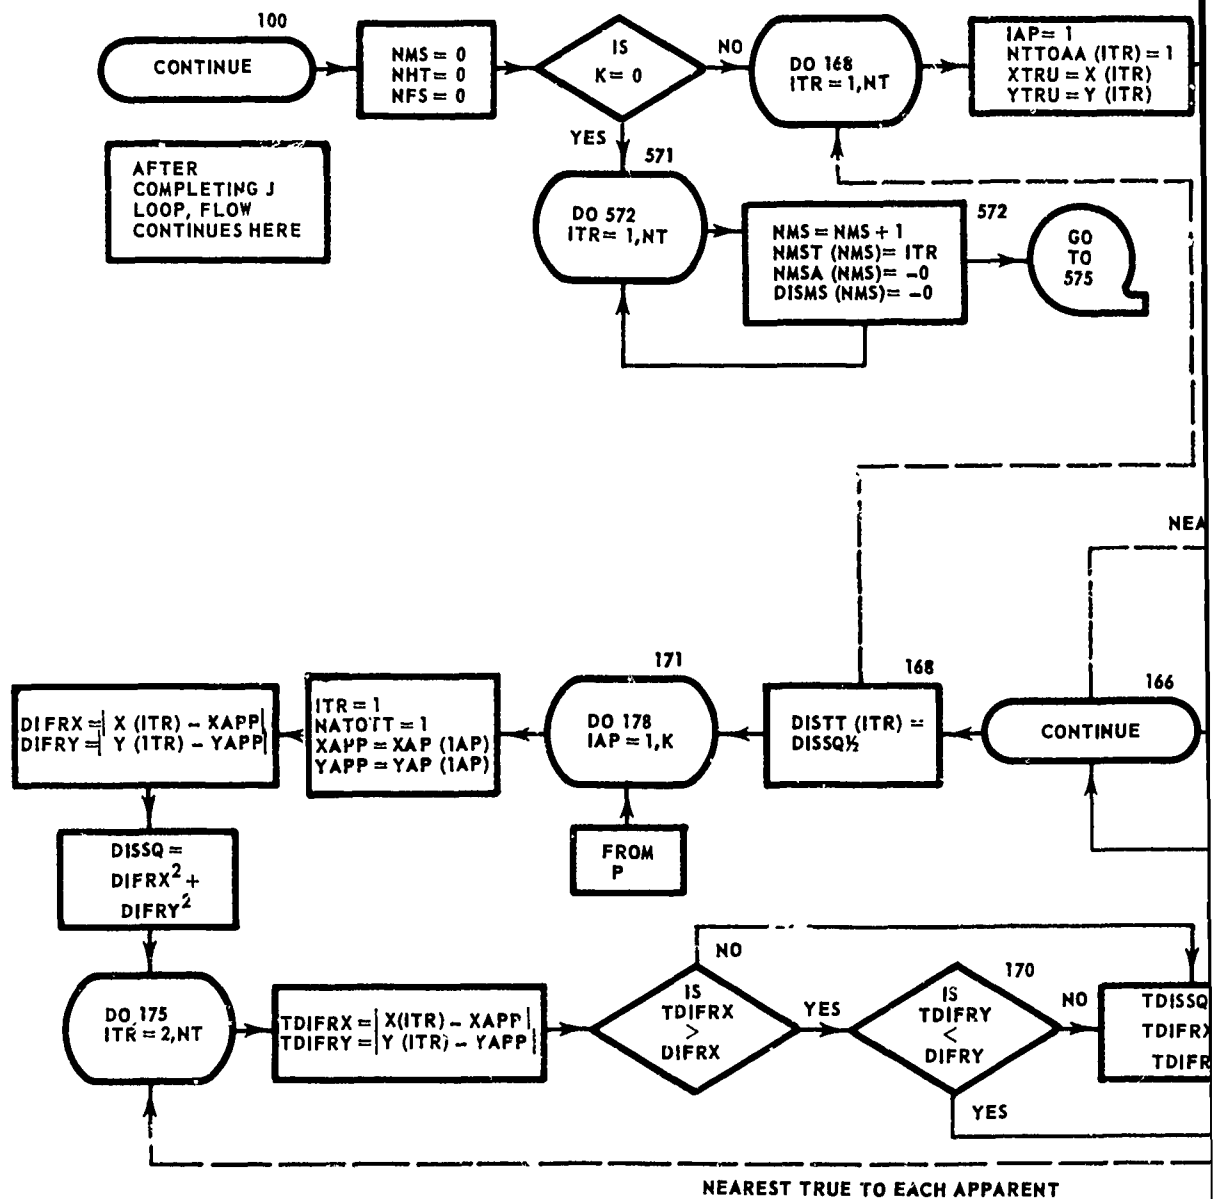 100
CONTINUE
NMS = 0
NHT = 0
NFS = 0
IS
K = 0
NO
YES
DO 168
ITR = 1,NT
IAP = 1
NTTOAA (ITR) = 1
XTRU = X (ITR)
YTRU = Y (ITR)
AFTER
COMPLETING J
LOOP, FLOW
CONTINUES HERE
571
DO 572
ITR = 1,NT
572
NMS = NMS + 1
NMST (NMS) = ITR
NMSA (NMS) = -0
DISMS (NMS) = -0
GO
TO
575
NEA
166
CONTINUE
168
DISTT (ITR) =
DISSQ½
171
DO 178
IAP = 1,K
FROM
P
ITR = 1
NATOTT = 1
XAPP = XAP (IAP)
YAPP = YAP (IAP)
DIFRX = |X (ITR) - XAPP|
DIFRY = |Y (ITR) - YAPP|
DISSQ =
DIFRX² +
DIFRY²
DO 175
ITR = 2,NT
TDIFRX = |X(ITR) - XAPP|
TDIFRY = |Y (ITR) - YAPP|
IS
TDIFRX
>
DIFRX
NO
YES
170
IS
TDIFRY
<
DIFRY
NO
YES
TDISSQ
TDIFRX
TDIFR
NEAREST TRUE TO EACH APPARENT